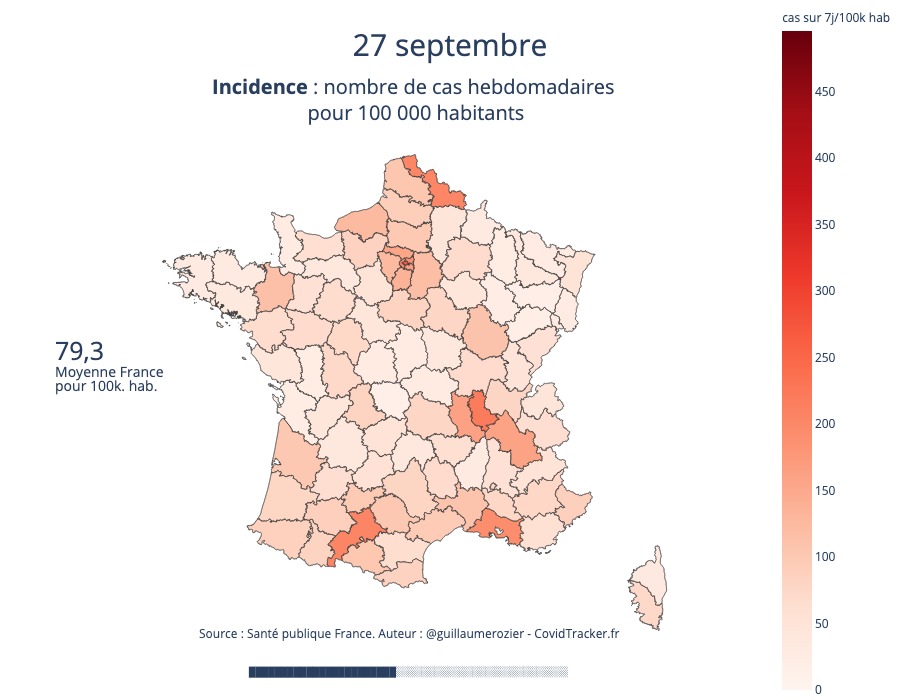 cas sur 7j/100k hab
27 septembre
Incidence : nombre de cas hebdomadaires
pour 100 000 habitants
450
400
350
300
250
200
150
100
50
0
79,3
Moyenne France
pour 100k. hab.
Source : Santé publique France. Auteur : @guillaumerozier - CovidTracker.fr